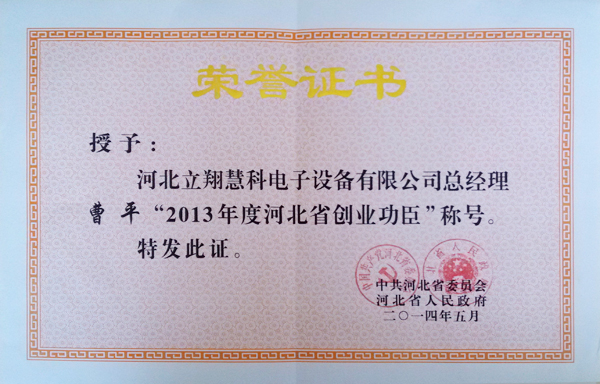 荣誉证书
授予：
河北立翔慧科电子设备有限公司总经理
曹平“2013年度河北省创业功臣”称号。
特发此证。
中共河北省委员会
河北省人民政府
二〇一四年五月